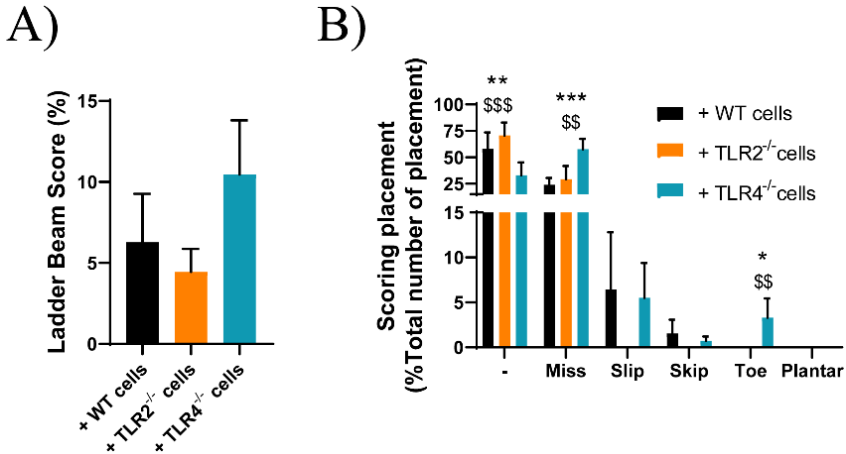 A)
B)
Ladder Beam Score (%)
15
10
5
0
+ WT cells
+ TLR2-/- cells
+ TLR4-/- cells
Scoring placement
(%Total number of placement)
100
75
50
25
15
10
5
0
**
$$$
***
$$
*
$$
+ WT cells
+ TLR2-/-cells
+ TLR4-/-cells
-
Miss
Slip
Skip
Toe
Plantar